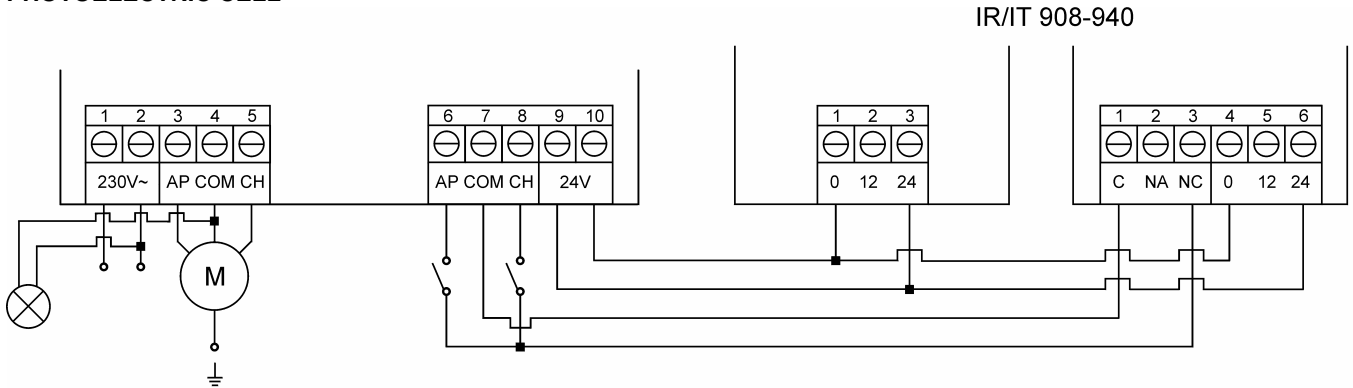 IR/IT 908-940
1 2 3 4 5
230V~ AP COM CH
6 7 8 9 10
AP COM CH 24V
1 2 3
0 12 24
1 2 3 4 5 6
C NA NC 0 12 24
M